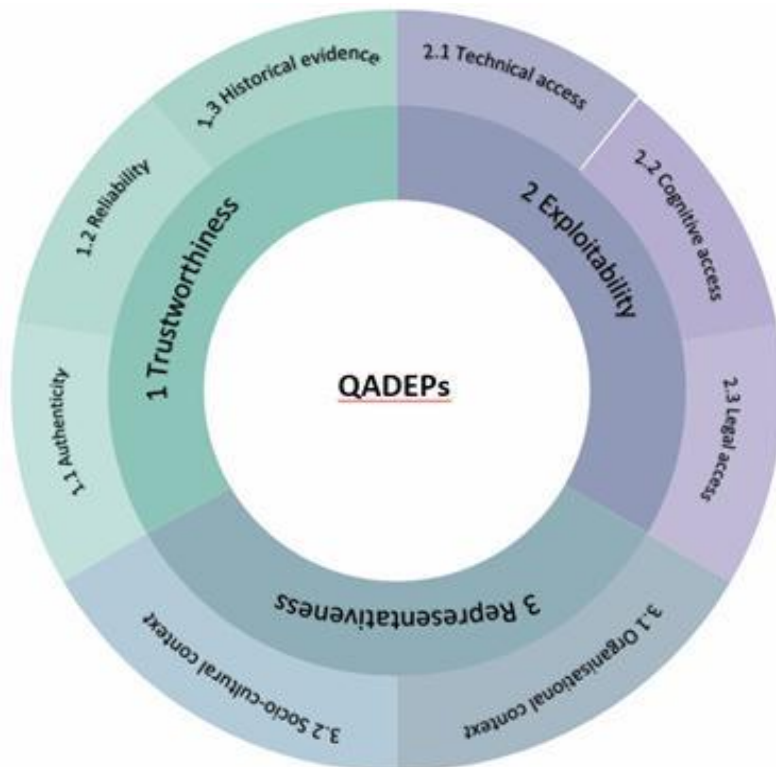 QADEPs
1 Trustworthiness
1.1 Authenticity
1.2 Reliability
1.3 Historical evidence
2 Exploitability
2.1 Technical access
2.2 Cognitive access
2.3 Legal access
3 Representativeness
3.1 Organisational context
3.2 Socio-cultural context